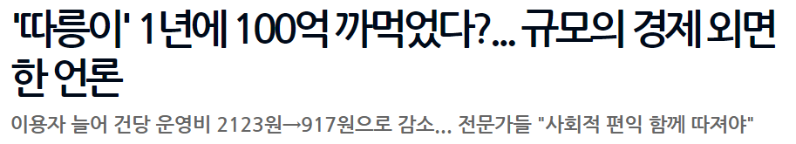 '따릉이' 1년에 100억 까먹었다?... 규모의 경제 외면
한 언론
이용자 늘어 건당 운영비 2123원→917원으로 감소... 전문가들 "사회적 편익 함께 따져야"